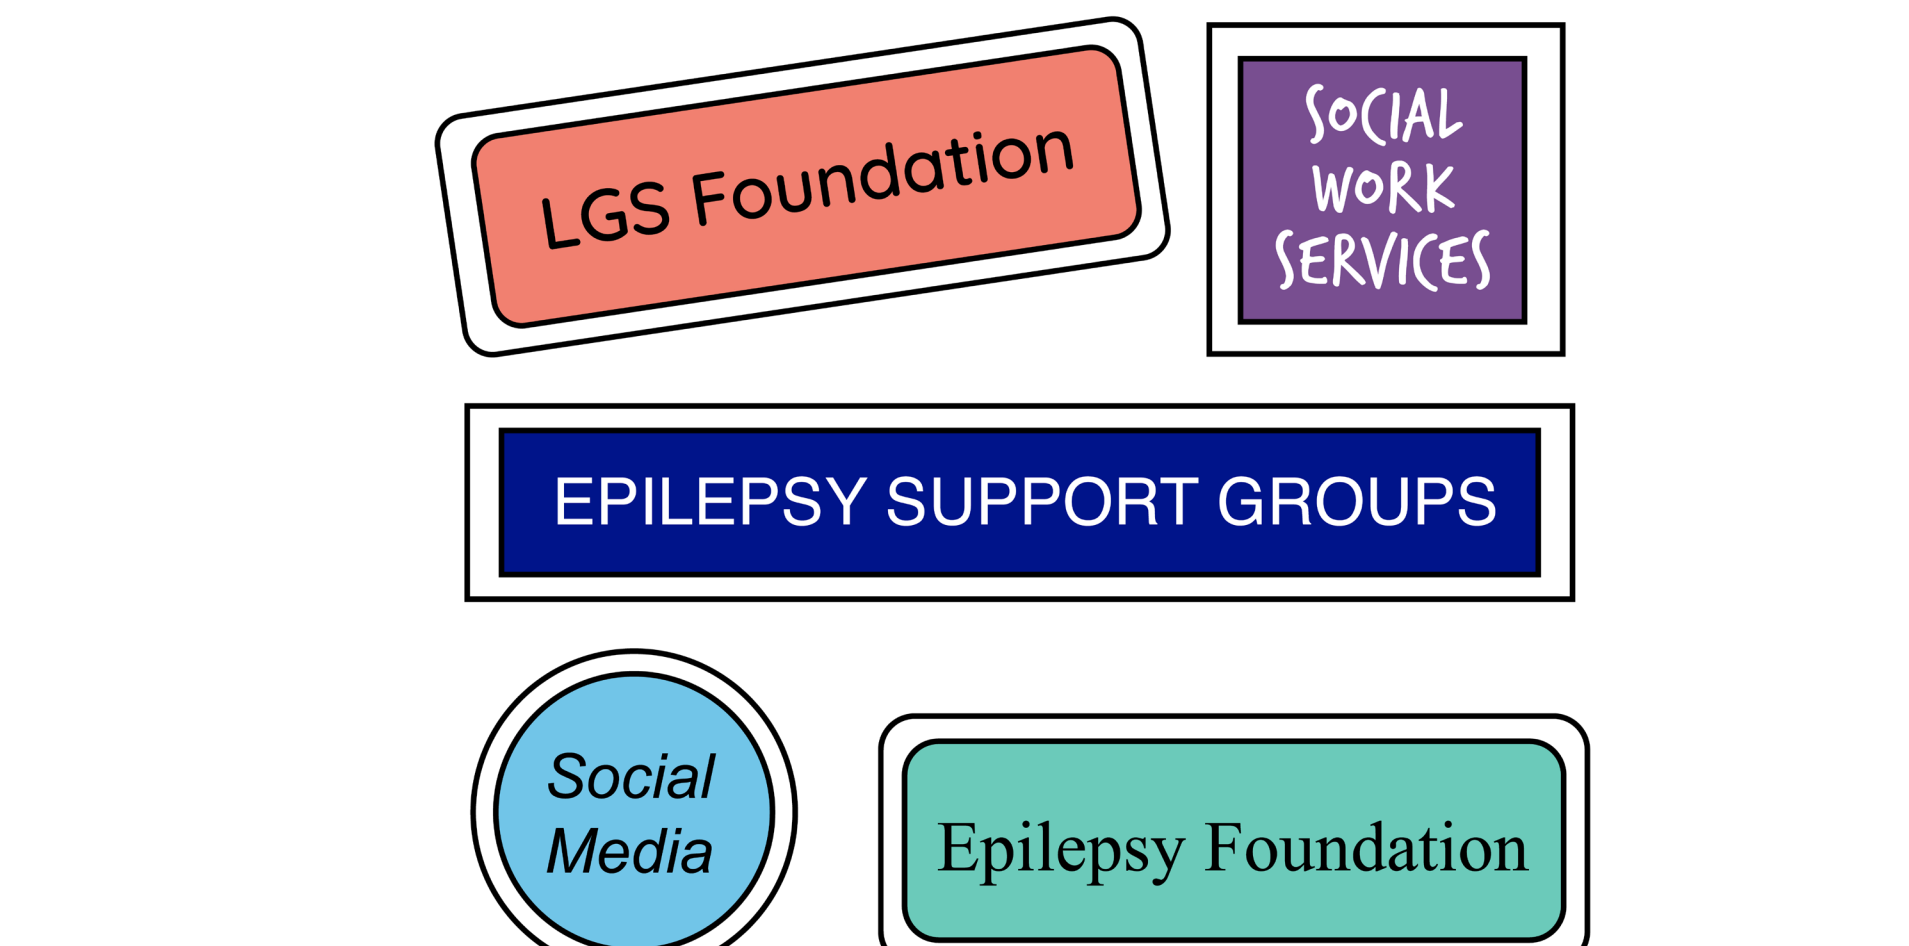 LGS Foundation
SOCIAL
WORK
SERVICES
EPILEPSY SUPPORT GROUPS
Social
Media
Epilepsy Foundation